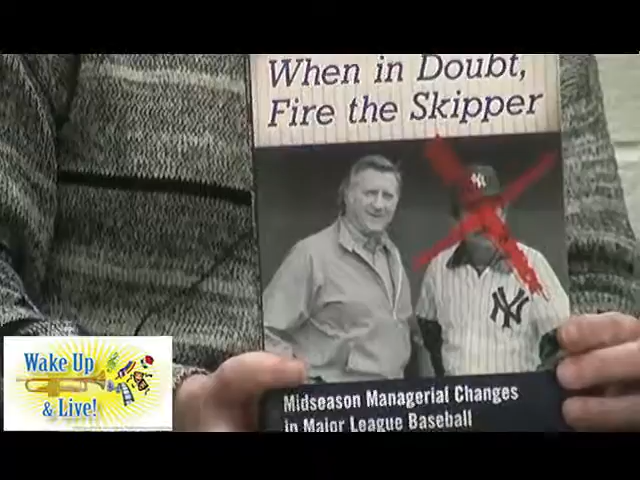 When in Doubt,
Fire the Skipper
NY
NY
Midseason Managerial Changes
in Major League Baseball
Wake Up
& Live!